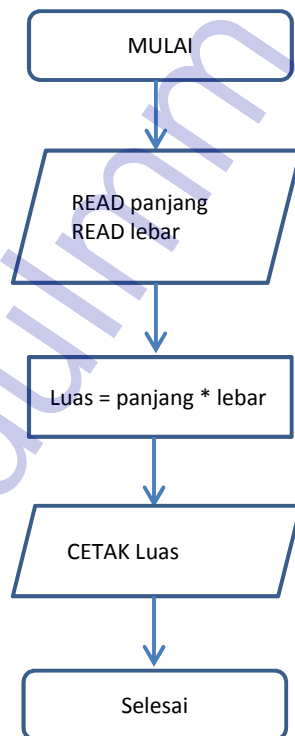 MULAI
READ panjang
READ lebar
Luas = panjang * lebar
CETAK Luas
Selesai